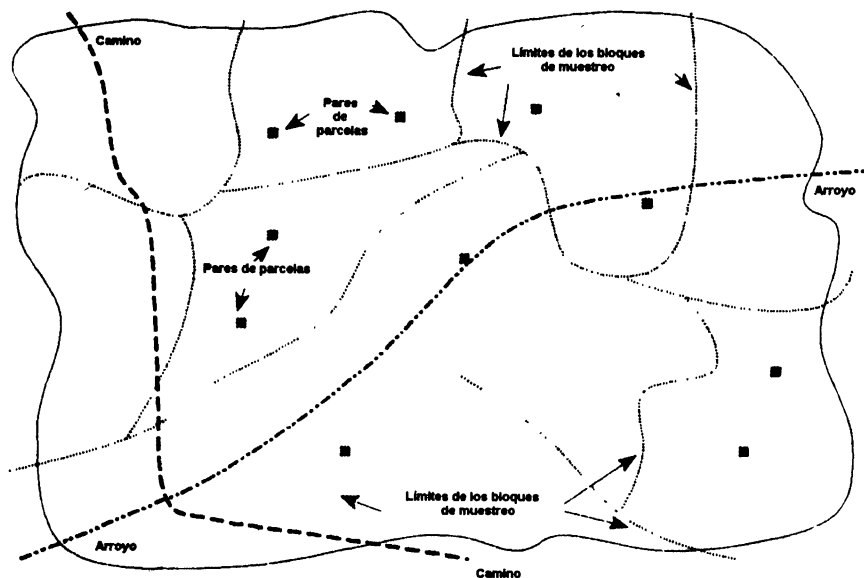 Camino
Límites de los bloques
de muestreo
Pares
de
parcelas
Arroyo
Pares de parcelas
Límites de los bloques
de muestreo
Arroyo
Camino